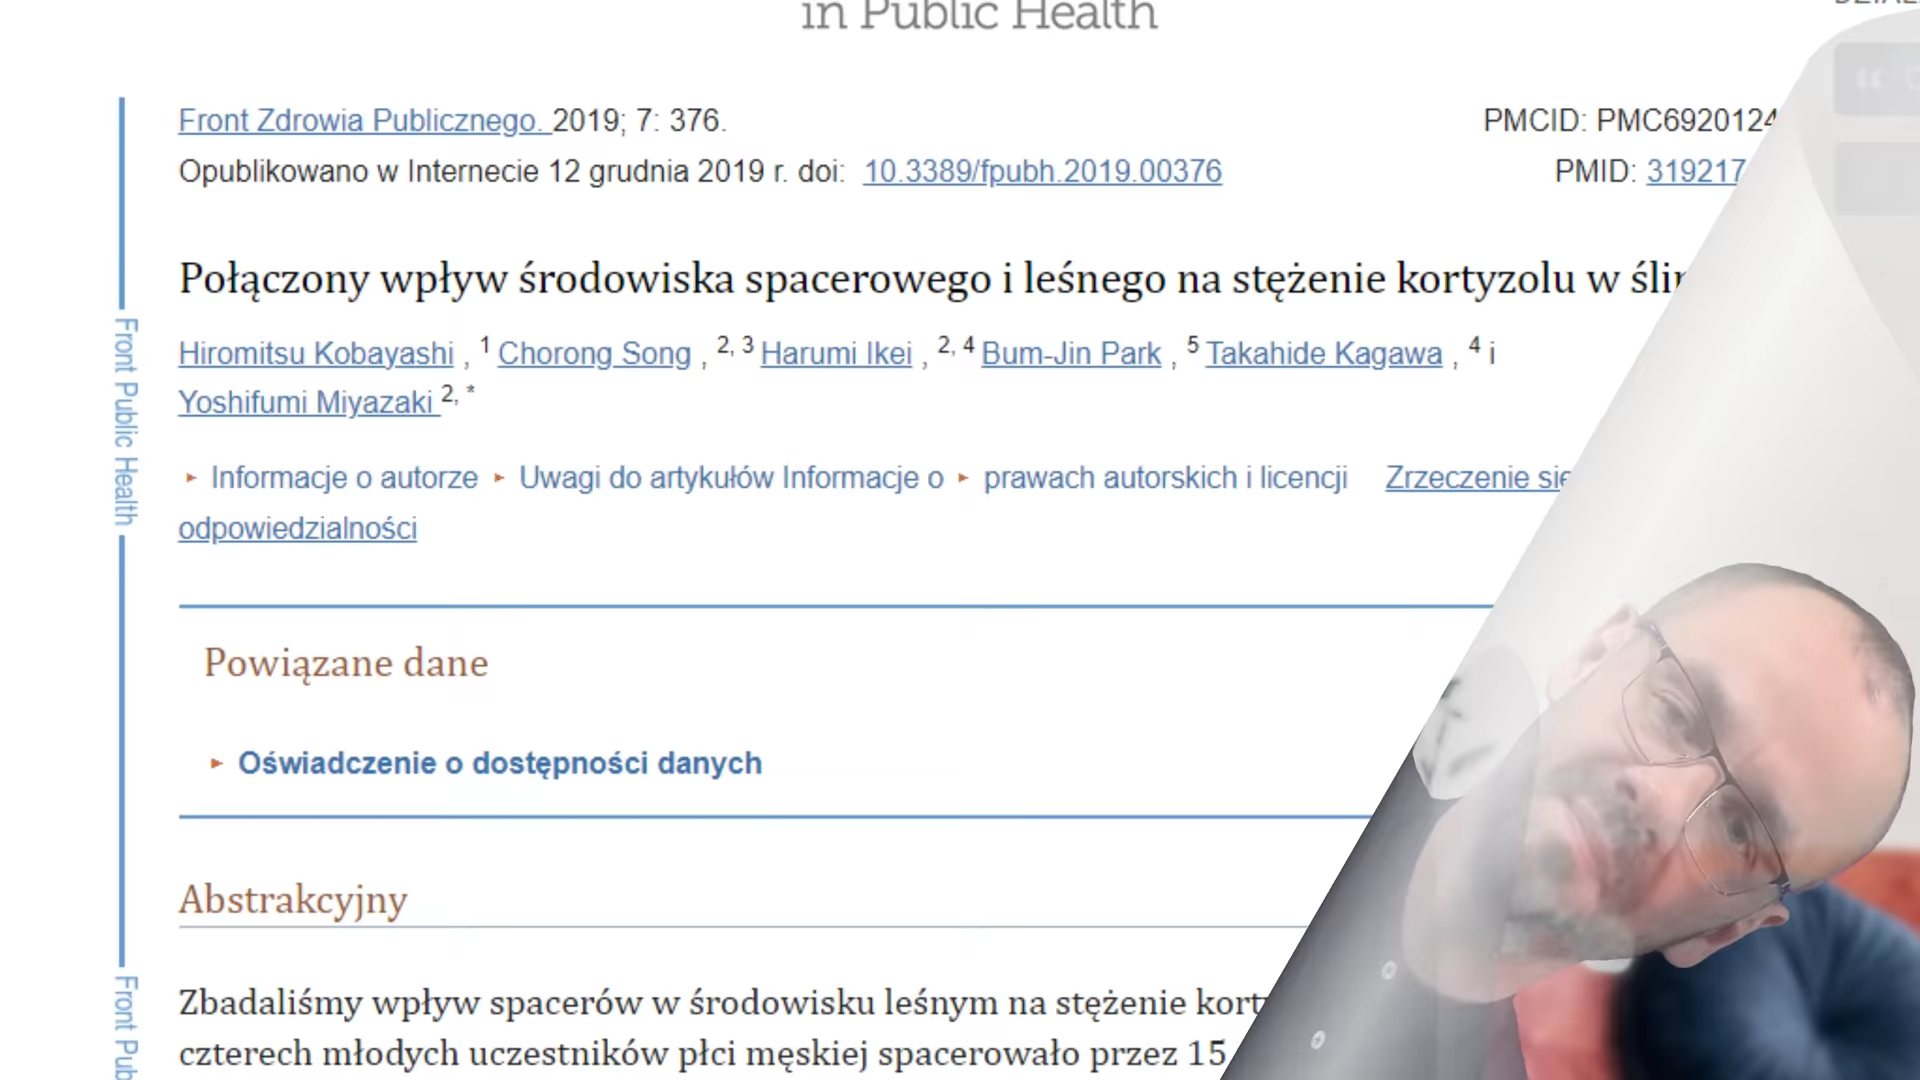 in Public Health
Front Zdrowia Publicznego. 2019; 7: 376.
PMCID: PMC6920124
Opublikowano w Internecie 12 grudnia 2019 r. doi: 10.3389/fpubh.2019.00376
PMID: 319217
Połączony wpływ środowiska spacerowego i leśnego na stężenie kortyzolu w
Hiromitsu Kobayashi , 1 Chorong Song , 2, 3 Harumi Ikei , 2, 4 Bum-Jin Park , 5 Takahide Kagawa , 4 i
Yoshifumi Miyazaki 2, *
▸ Informacje o autorze ▸ Uwagi do artykułów Informacje o ▸ prawach autorskich i licencji Zrzeczenie się
odpowiedzialności
Powiązane dane
▸ Oświadczenie o dostępności danych
Abstrakcyjny
Zbadaliśmy wpływ spacerów w środowisku leśnym na stężenie
czterech młodych uczestników płci męskiej spacerowało przez 15
Front Public Health
Front Pub